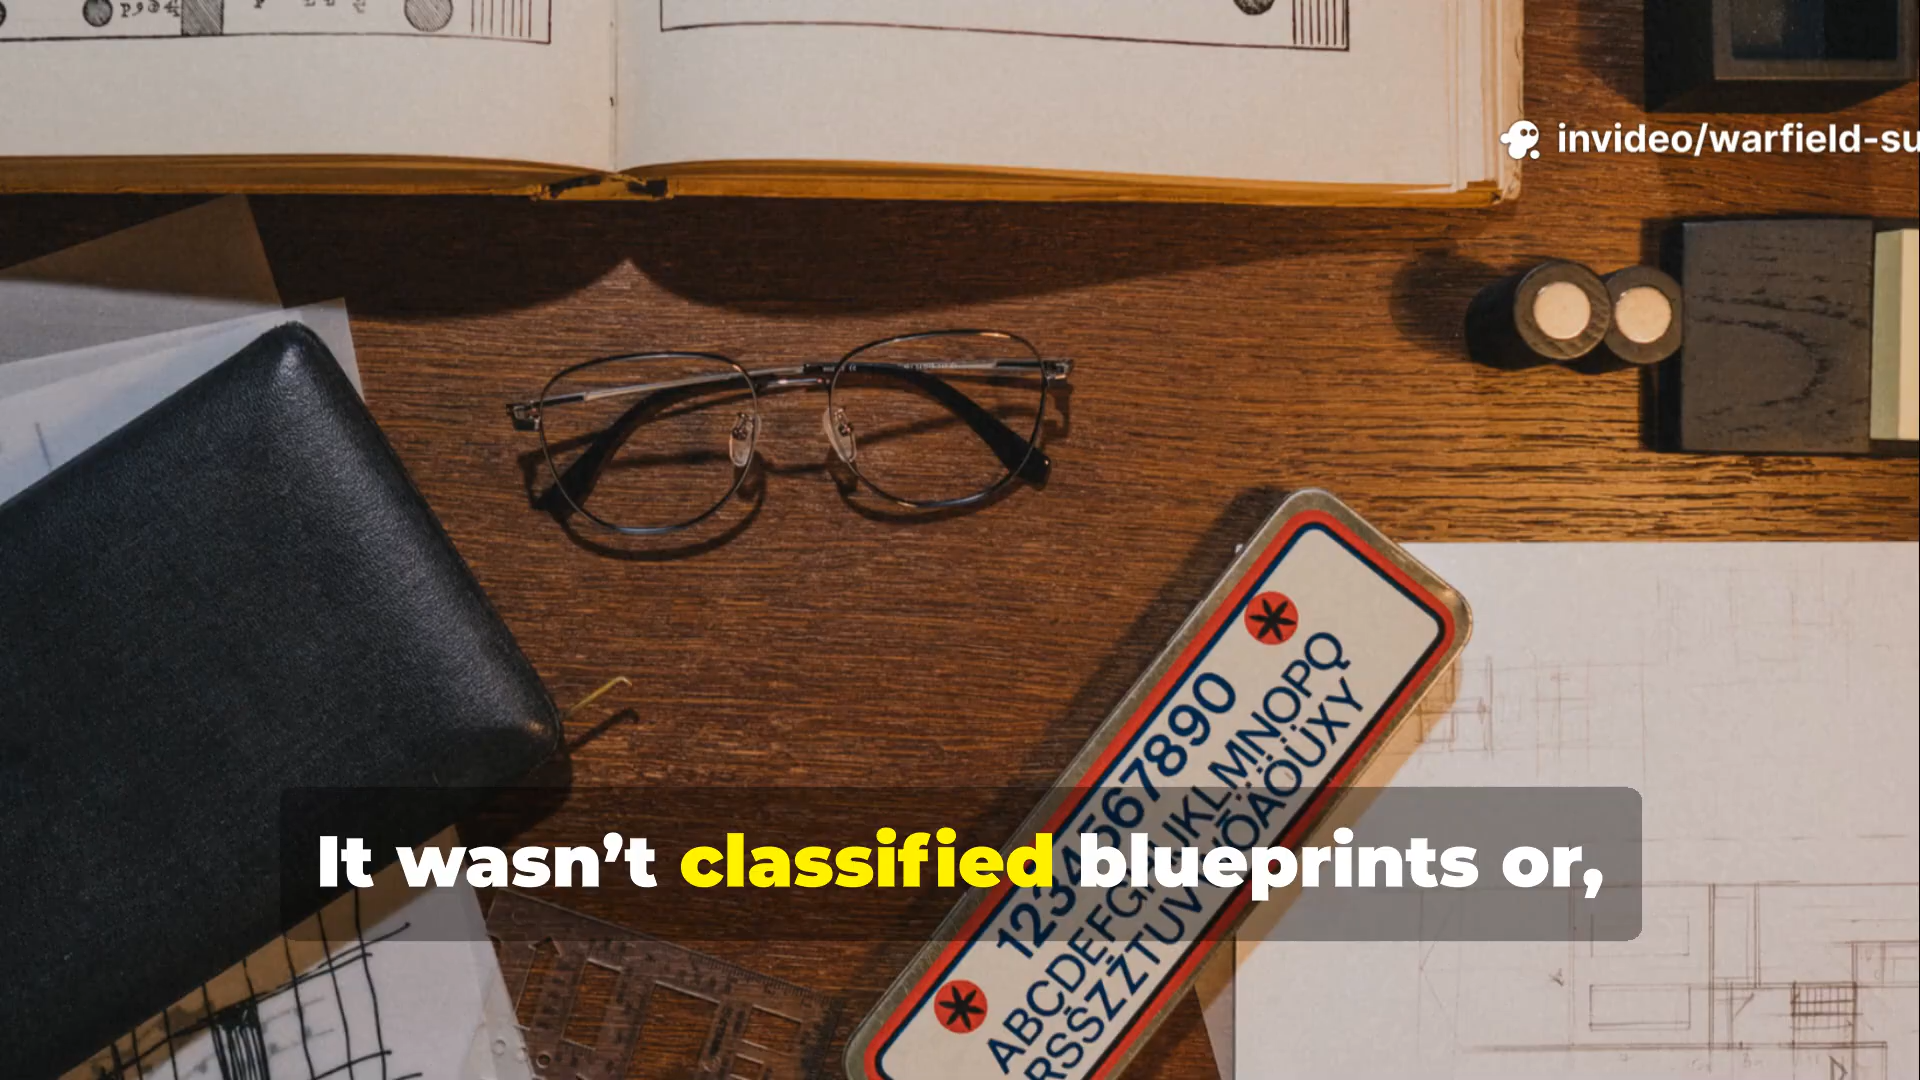 invideo/warfield-su
1234567890
ABCDEFGHIJKLMNOPQ
RSŠZŽTUVWÕÄÖÜXY
It wasn't classified blueprints or,